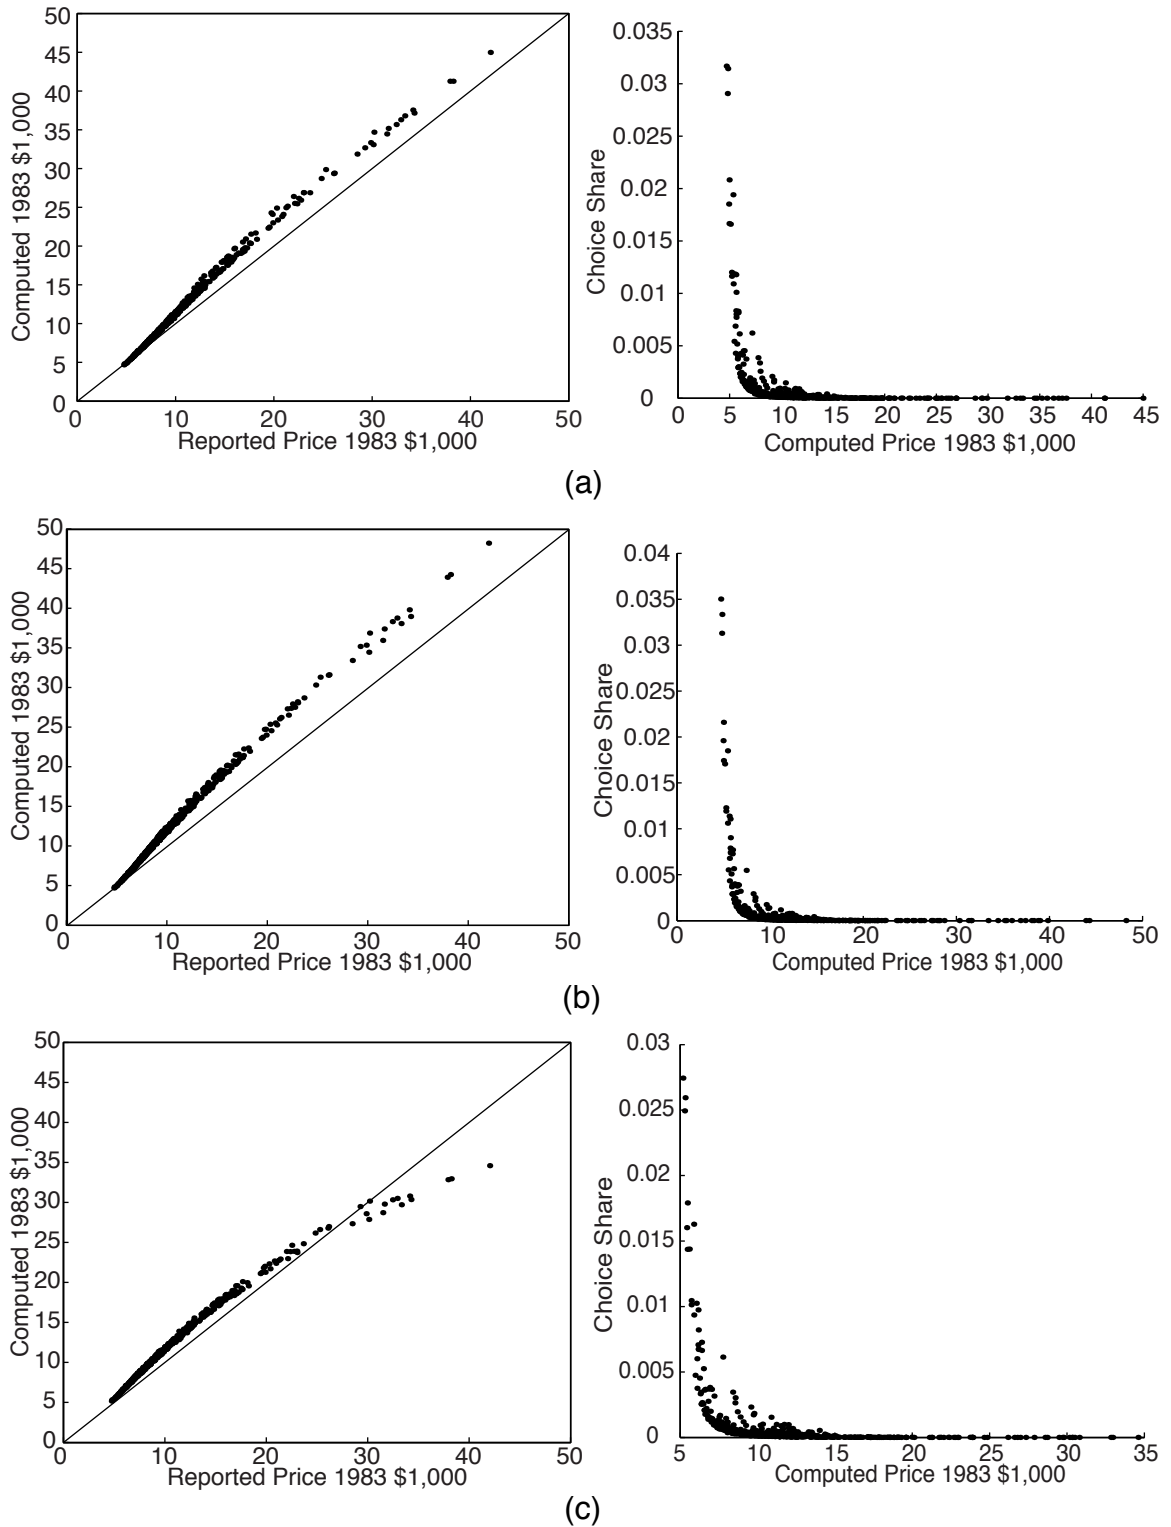 50
45
40
35
30
25
20
15
10
5
0
Computed 1983 $1,000
0 10 20 30 40 50
Reported Price 1983 $1,000
0.035
0.03
0.025
0.02
0.015
0.01
0.005
0
Choice Share
0 5 10 15 20 25 30 35 40 45
Computed Price 1983 $1,000
(a)
50
45
40
35
30
25
20
15
10
5
0
Computed 1983 $1,000
0 10 20 30 40 50
Reported Price 1983 $1,000
0.04
0.035
0.03
0.025
0.02
0.015
0.01
0.005
0
Choice Share
0 10 20 30 40 50
Computed Price 1983 $1,000
(b)
50
45
40
35
30
25
20
15
10
5
0
Computed 1983 $1,000
0 10 20 30 40 50
Reported Price 1983 $1,000
0.03
0.025
0.02
0.015
0.01
0.005
0
Choice Share
5 10 15 20 25 30 35
Computed Price 1983 $1,000
(c)